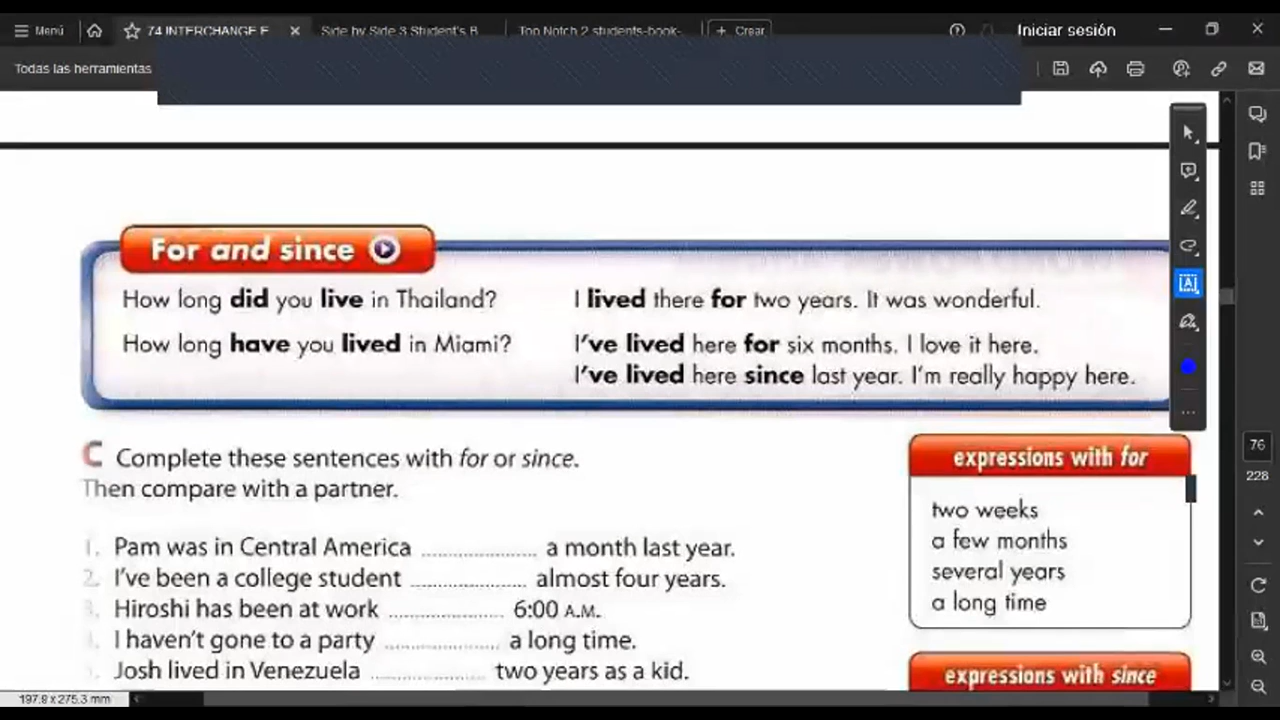 Menú
74 INTERCHANGE F
Side by Side 3 Student's B
Top Notch 2 students-book-
+ Crear
Iniciar sesión
Todas las herramientas
For and since
How long did you live in Thailand?
I lived there for two years. It was wonderful.
How long have you lived in Miami?
I've lived here for six months. I love it here.
I've lived here since last year. I'm really happy here.
C Complete these sentences with for or since.
Then compare with a partner.
1. Pam was in Central America .................... a month last year.
2. I've been a college student .................... almost four years.
3. Hiroshi has been at work .................... 6:00 A.M.
4. I haven't gone to a party .................... a long time.
5. Josh lived in Venezuela .................... two years as a kid.
expressions with for
two weeks
a few months
several years
a long time
expressions with since
76
228
197.9 x 275.3 mm